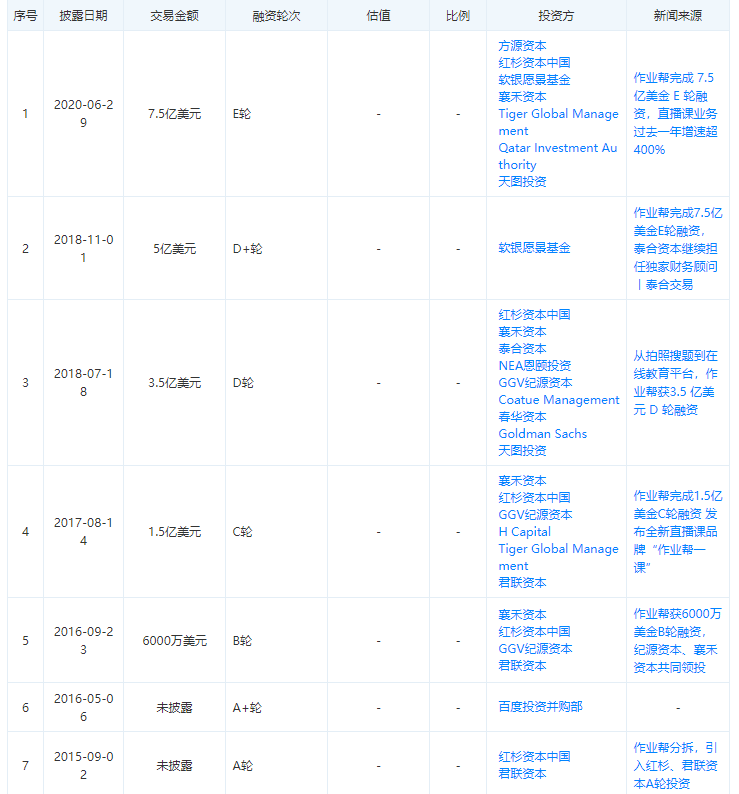 序号 披露日期 交易金额 融资轮次 估值 比例 投资方 新闻来源
1
2020-06-2
9
7.5亿美元
E轮
-
-
方源资本
红杉资本中国
软银愿景基金
襄禾资本
Tiger Global Manage
ment
Qatar Investment Au
thority
天图投资
作业帮完成 7.5
亿美金 E 轮融
资，直播课业务
过去一年增速超
400%
2
2018-11-0
1
5亿美元
D+轮
-
-
软银愿景基金
作业帮完成7.5亿
美金E轮融资，
泰合资本继续担
任独家财务顾问
丨泰合交易
3
2018-07-1
8
3.5亿美元
D轮
-
-
红杉资本中国
襄禾资本
泰合资本
NEA恩颐投资
GGV纪源资本
Coatue Management
春华资本
Goldman Sachs
天图投资
从拍照搜题到在
线教育平台，作
业帮获3.5 亿美
元 D 轮融资
4
2017-08-1
4
1.5亿美元
C轮
-
-
襄禾资本
红杉资本中国
GGV纪源资本
H Capital
Tiger Global Manage
ment
君联资本
作业帮完成1.5亿
美金C轮融资 发
布全新直播课品
牌“作业帮一
课”
5
2016-09-2
3
6000万美元
B轮
-
-
襄禾资本
红杉资本中国
GGV纪源资本
君联资本
作业帮获6000万
美金B轮融资，
纪源资本、襄禾
资本共同领投
6
2016-05-0
6
未披露
A+轮
-
-
百度投资并购部
-
7
2015-09-0
2
未披露
A轮
-
-
红杉资本中国
君联资本
作业帮分拆，引
入红杉、君联资
本A轮投资